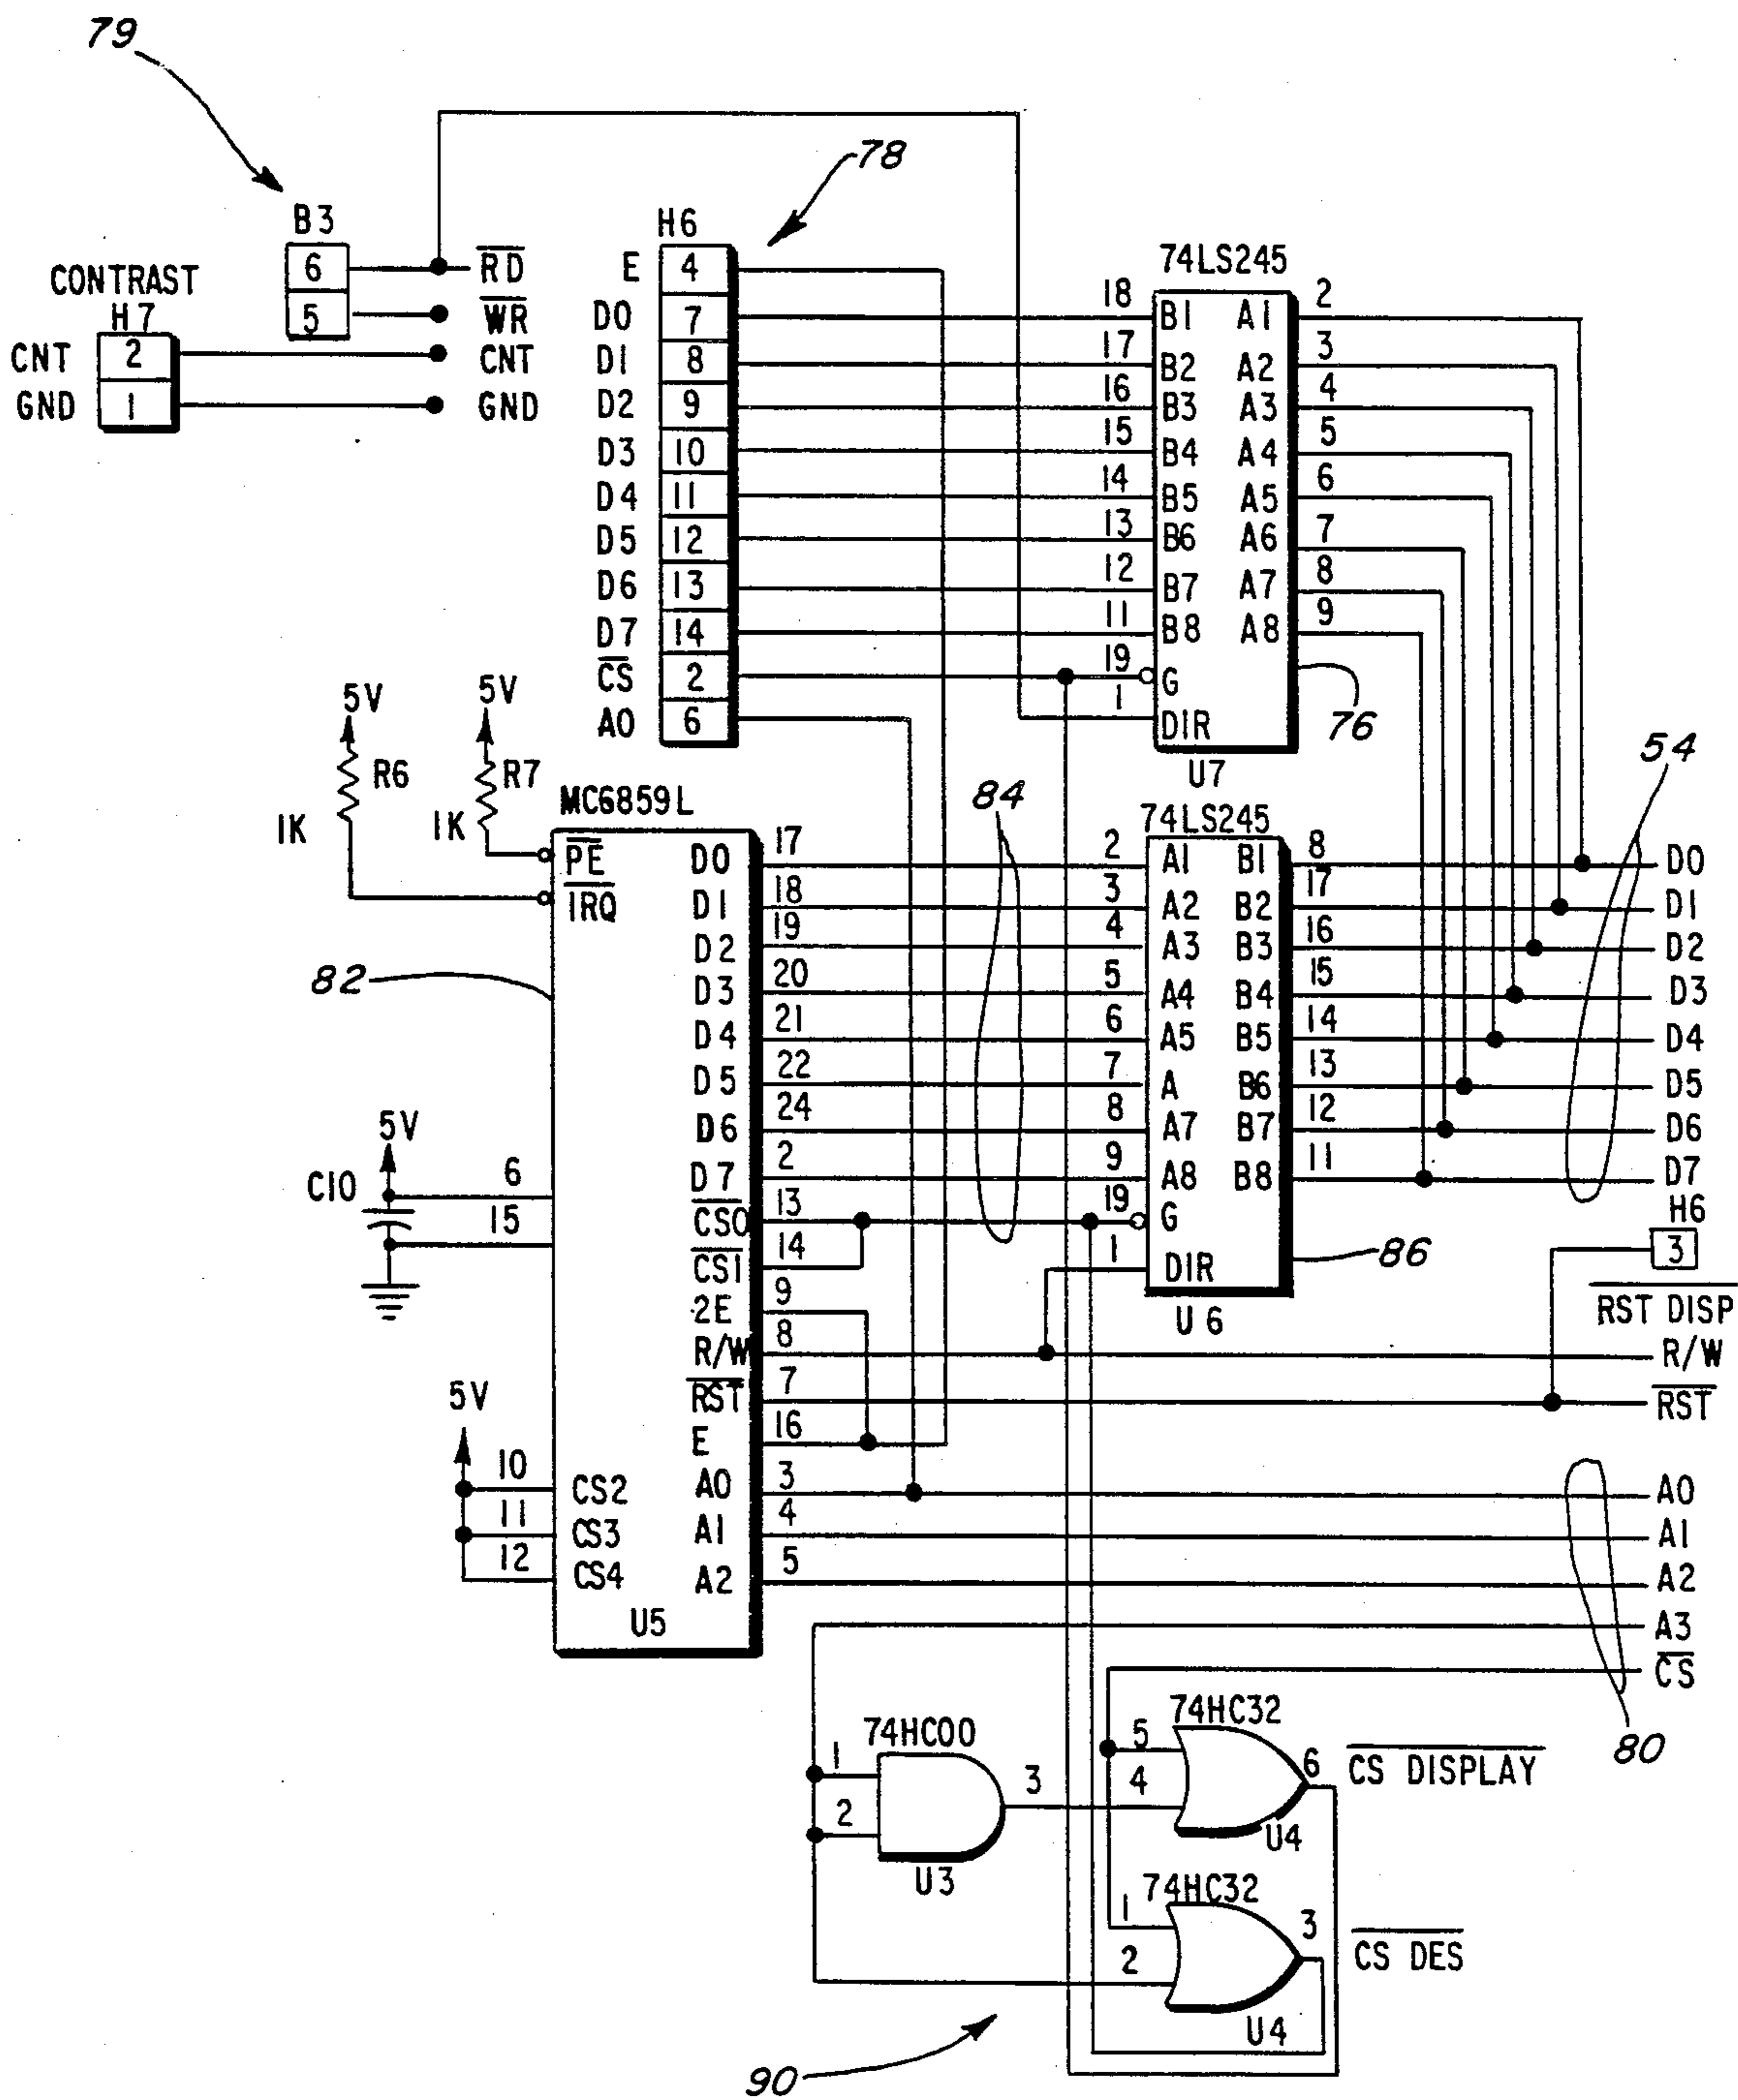 79
78
B3
6
RD
5
WR
CONTRAST
H7
CNT 2 CNT
GND 1 GND
H6
E 4
D0 7
D1 8
D2 9
D3 10
D4 11
D5 12
D6 13
D7 14
CS 2
A0 6
74LS245
18 B1 A1 2
17 B2 A2 3
16 B3 A3 4
15 B4 A4 5
14 B5 A5 6
13 B6 A6 7
12 B7 A7 8
11 B8 A8 9
19 G
1 DIR
U7
76
5V
R6
1K
5V
R7
1K
MC6859L
PE
IRQ
82
D0 17
D1 18
D2 19
D3 20
D4 21
D5 22
D6 24
D7 2
CS0 13
CS1 14
2E 9
R/W 8
RST 7
E 16
A0 3
A1 4
A2 5
5V
C10
6
15
5V
10 CS2
11 CS3
12 CS4
U5
84
74LS245
2 A1 B1 8
3 A2 B2 17
4 A3 B3 16
5 A4 B4 15
6 A5 B5 14
7 A B6 13
8 A7 B7 12
9 A8 B8 11
19 G
1 DIR
U6
86
54
D0
D1
D2
D3
D4
D5
D6
D7
H6
3
RST DISP
R/W
RST
A0
A1
A2
A3
CS
80
74HC00
1
2
3
U3
74HC32
5
4
6
U4
CS DISPLAY
74HC32
1
2
3
U4
CS DES
90